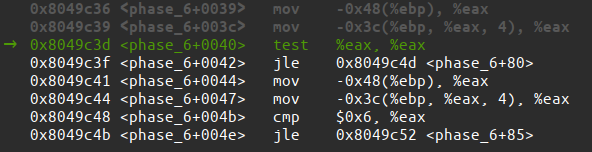 0x8049c36 <phase_6+0039> mov -0x48(%ebp), %eax
0x8049c39 <phase_6+003c> mov -0x3c(%ebp, %eax, 4), %eax
→ 0x8049c3d <phase_6+0040> test %eax, %eax
0x8049c3f <phase_6+0042> jle 0x8049c4d <phase_6+80>
0x8049c41 <phase_6+0044> mov -0x48(%ebp), %eax
0x8049c44 <phase_6+0047> mov -0x3c(%ebp, %eax, 4), %eax
0x8049c48 <phase_6+004b> cmp $0x6, %eax
0x8049c4b <phase_6+004e> jle 0x8049c52 <phase_6+85>